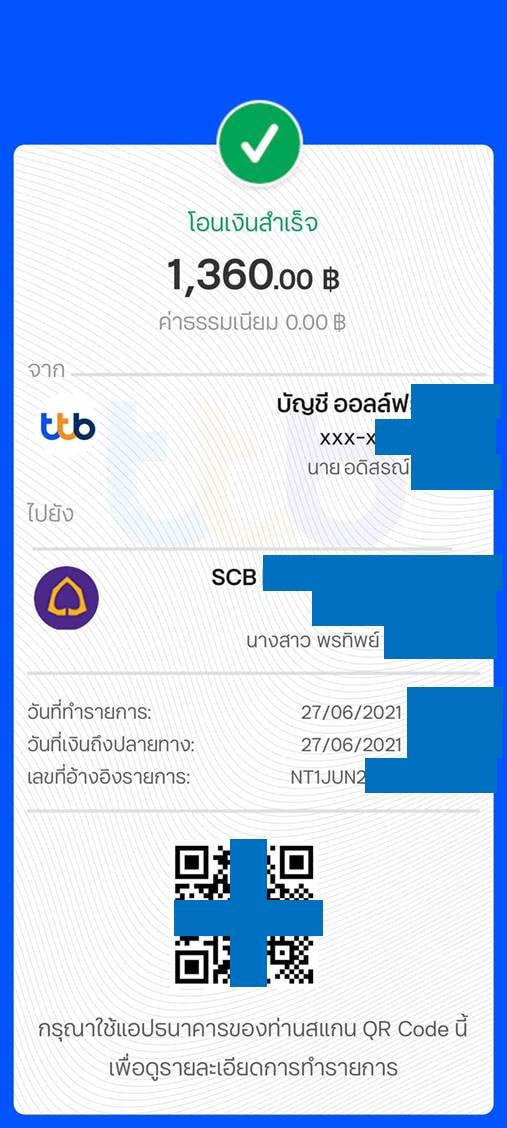 โอนเงินสำเร็จ
1,360.00 ฿
ค่าธรรมเนียม 0.00 ฿
จาก
ttb
บัญชี ออลล์ฟ
xxx-x
นาย อดิสรณ์
ttb
ไปยัง
SCB
นางสาว พรทิพย์
วันที่ทำรายการ: 27/06/2021
วันที่เงินถึงปลายทาง: 27/06/2021
เลขที่อ้างอิงรายการ: NT1JUN2
กรุณาใช้แอปธนาคารของท่านสแกน QR Code นี้
เพื่อดูรายละเอียดการทำรายการ